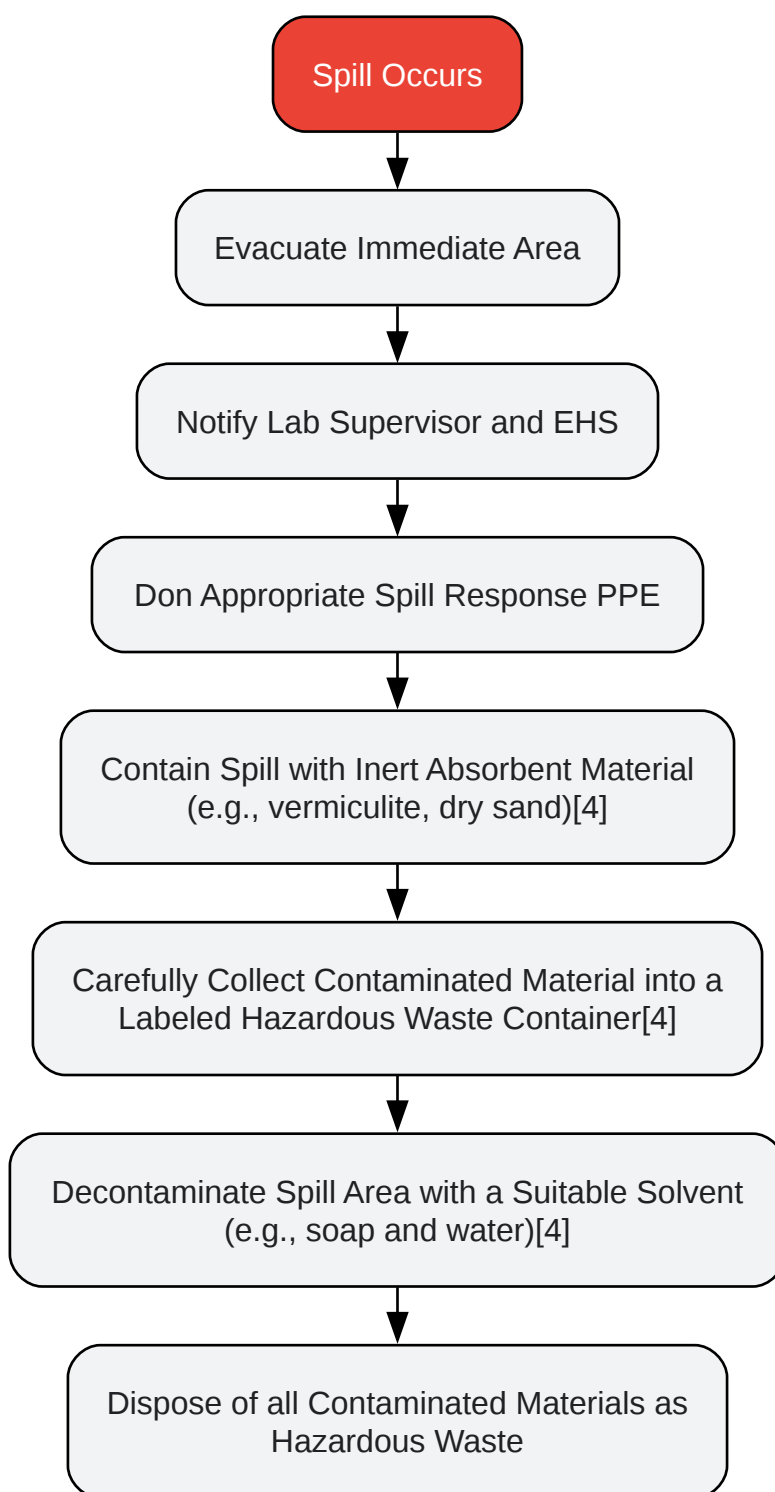 Spill Occurs
Evacuate Immediate Area
Notify Lab Supervisor and EHS
Don Appropriate Spill Response PPE
Contain Spill with Inert Absorbent Material
(e.g., vermiculite, dry sand)[4]
Carefully Collect Contaminated Material into a
Labeled Hazardous Waste Container[4]
Decontaminate Spill Area with a Suitable Solvent
(e.g., soap and water)[4]
Dispose of all Contaminated Materials as
Hazardous Waste